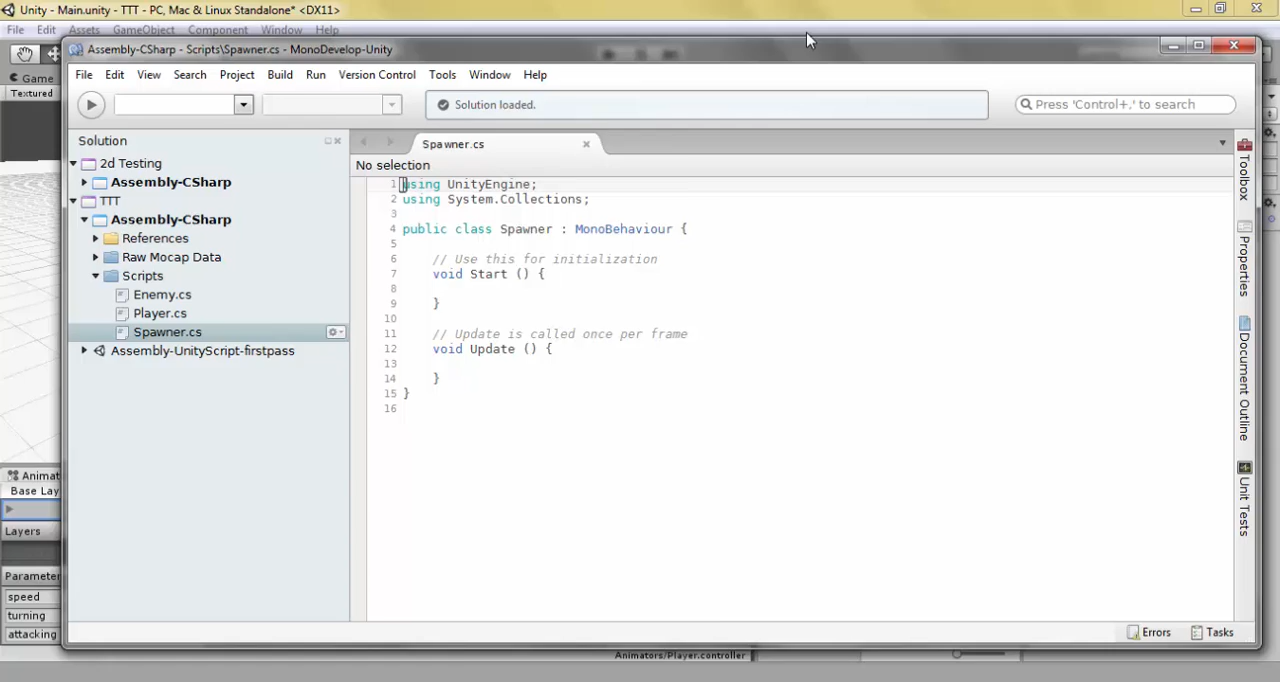 Unity - Main.unity - TTT - PC, Mac & Linux Standalone* <DX11>
File Edit Assets GameObject Component Window Help
Assembly-CSharp - Scripts\Spawner.cs - MonoDevelop-Unity
File Edit View Search Project Build Run Version Control Tools Window Help
Game
Textured
Solution loaded.
Press 'Control+,' to search
Solution
Spawner.cs
No selection
2d Testing
Assembly-CSharp
TTT
Assembly-CSharp
References
Raw Mocap Data
Scripts
Enemy.cs
Player.cs
Spawner.cs
Assembly-UnityScript-firstpass
1 using UnityEngine;
2 using System.Collections;
3
4 public class Spawner : MonoBehaviour {
5
6 // Use this for initialization
7 void Start () {
8
9 }
10
11 // Update is called once per frame
12 void Update () {
13
14 }
15 }
16
Toolbox
Properties
Document Outline
Unit Tests
Base Lay
Layers
speed
turning
attacking
Errors Tasks
Animators/Player.controller